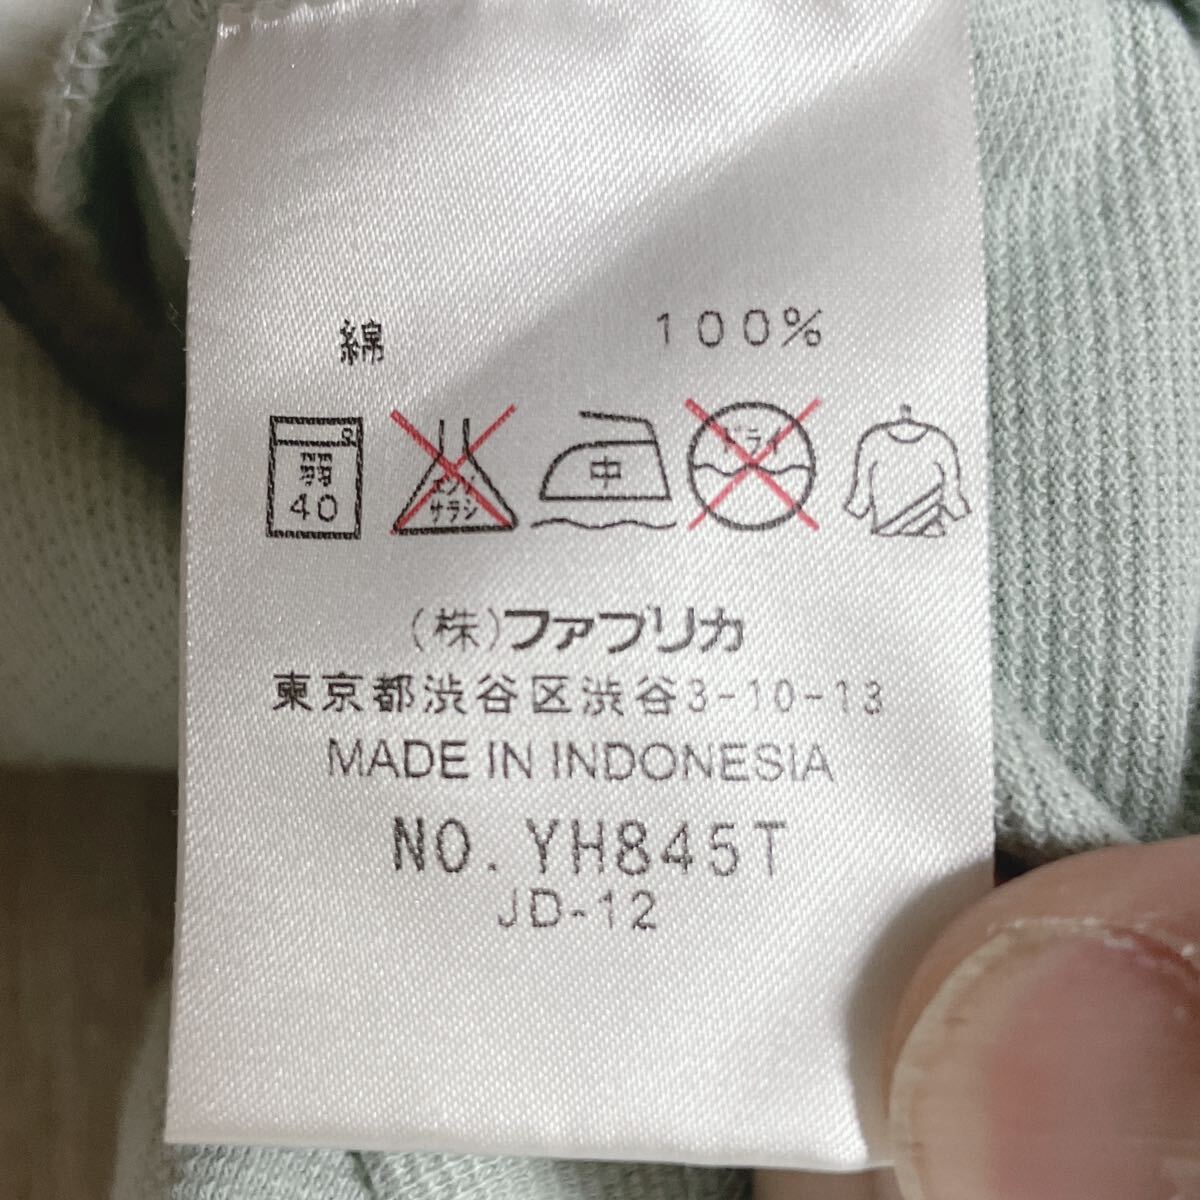 綿 100%
弱 40 エンソ サラシ 中 ドライ
(株)ファブリカ
東京都渋谷区渋谷3-10-13
MADE IN INDONESIA
NO. YH845T
JD-12